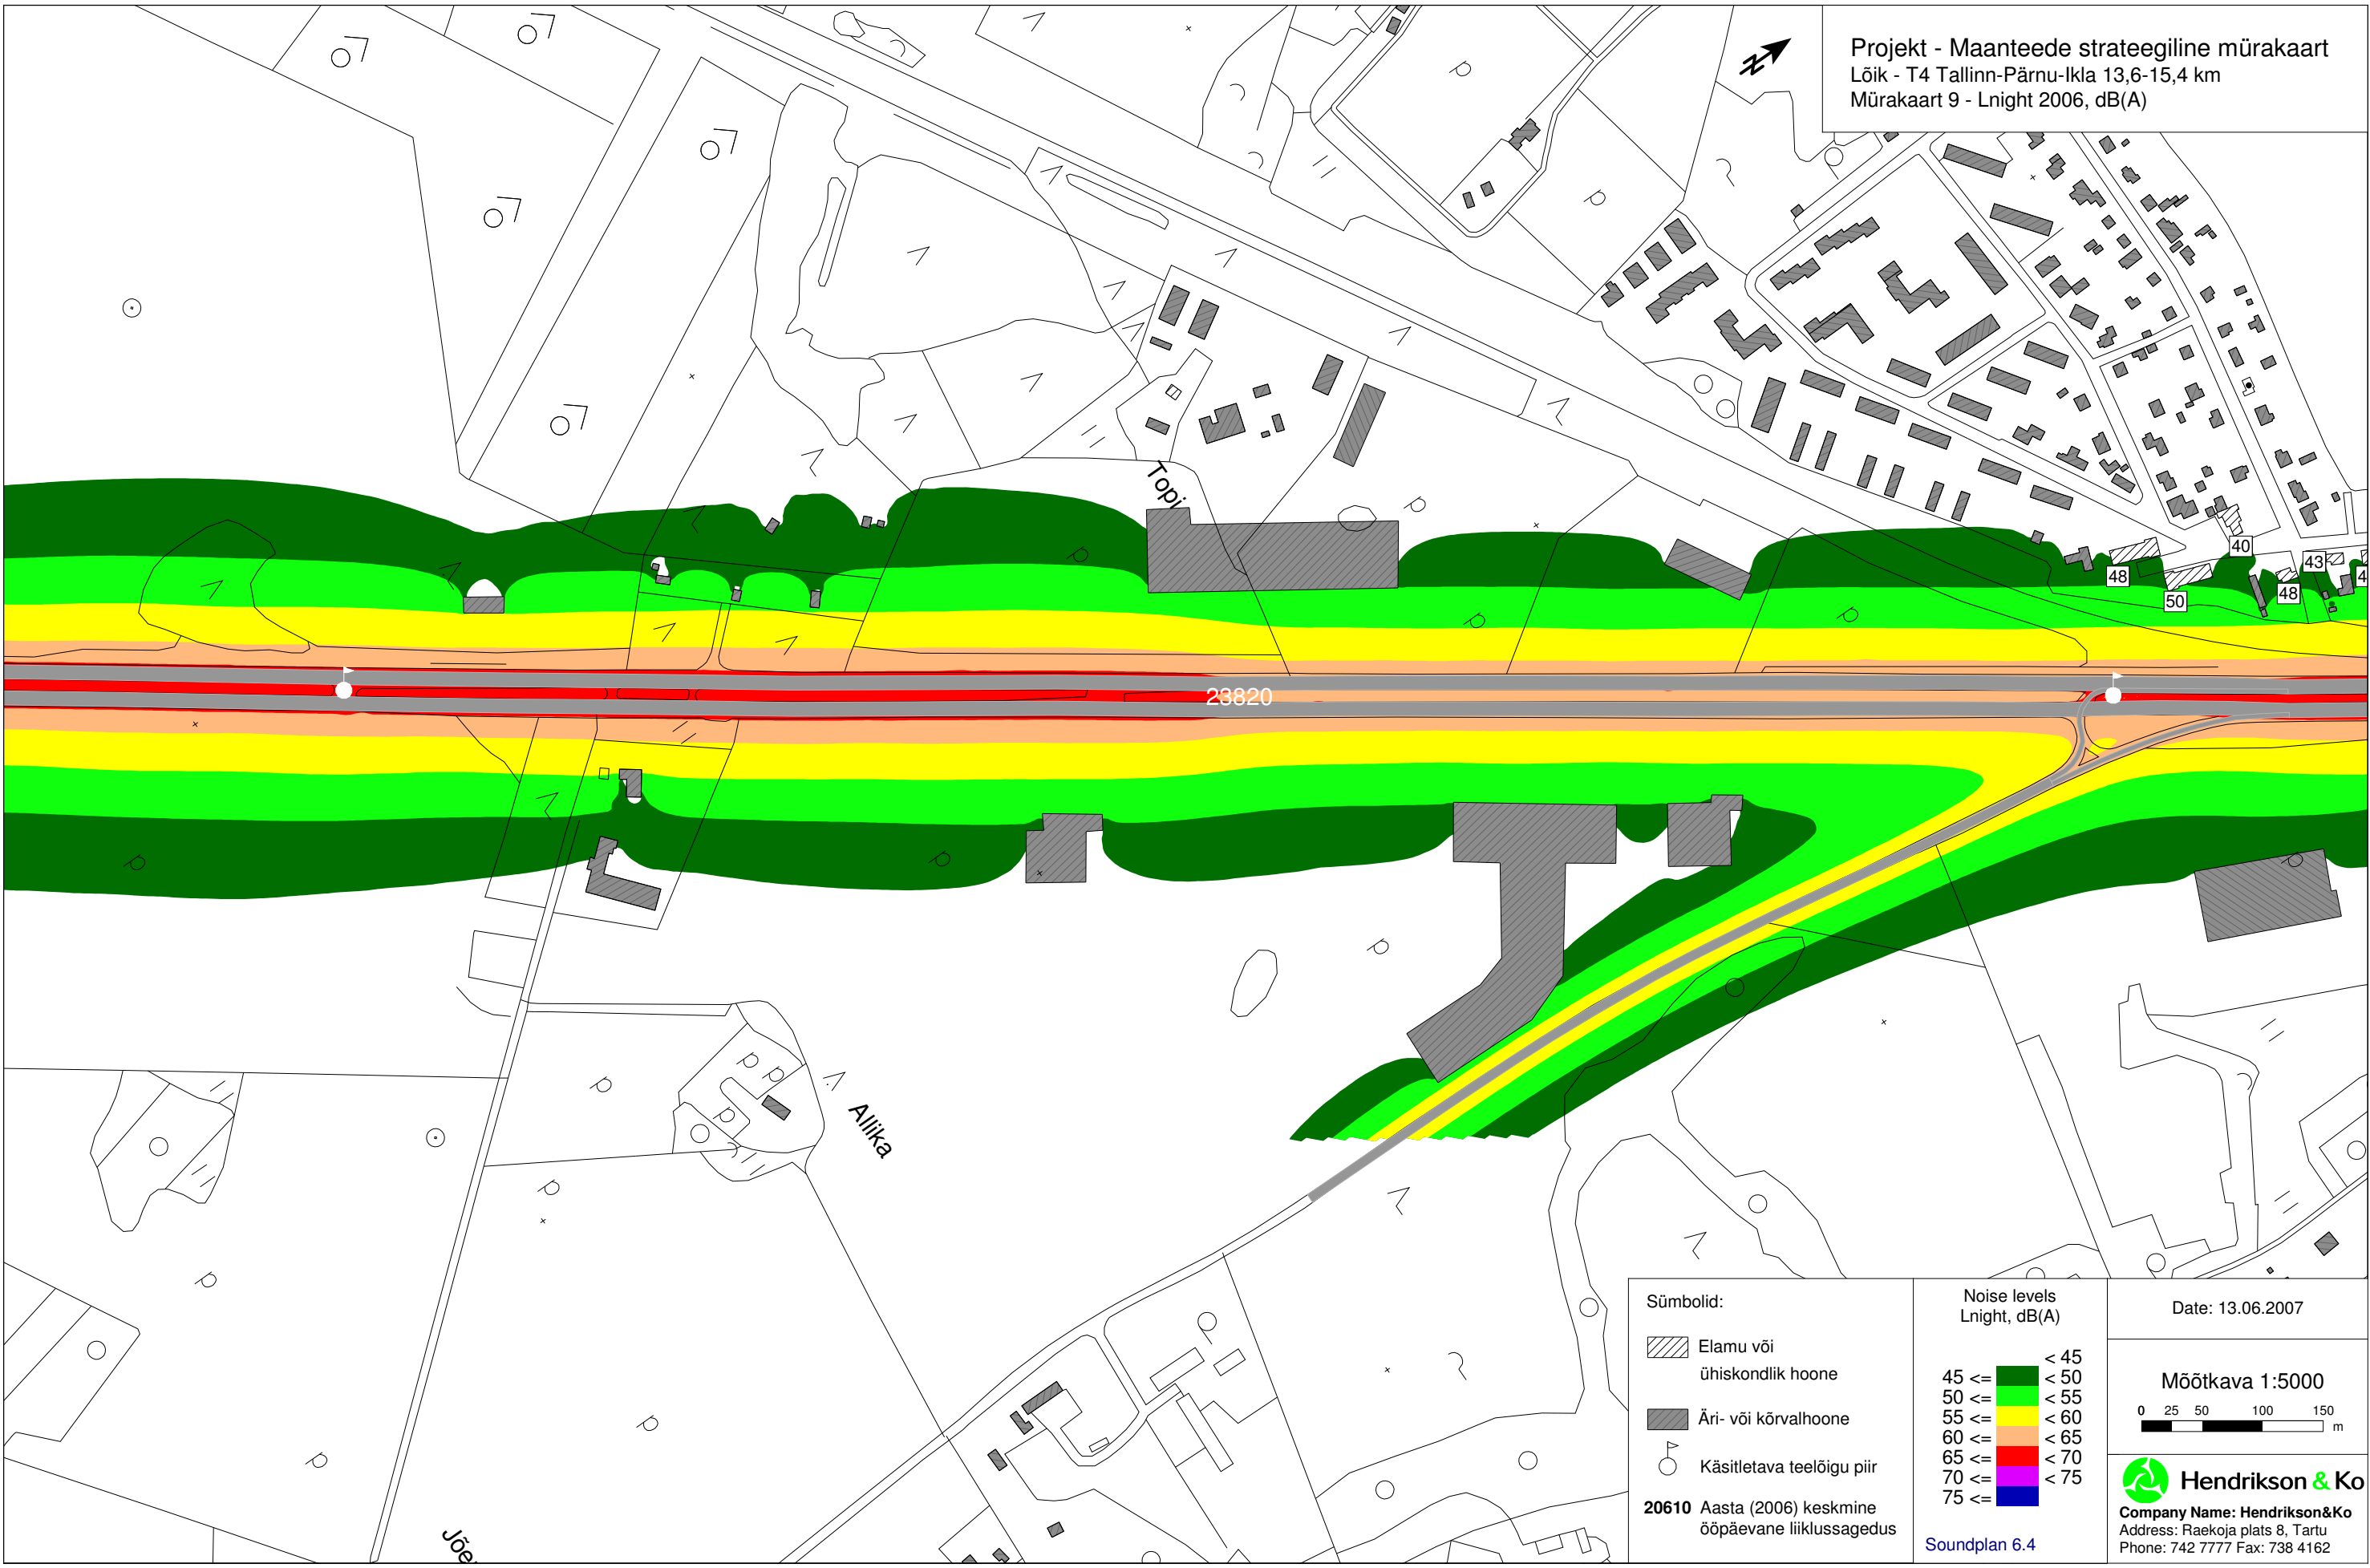 Projekt - Maanteede strateegiline mürakaart
Lõik - T4 Tallinn-Pärnu-Ikla 13,6-15,4 km
Mürakaart 9 - Lnight 2006, dB(A)
Topi
40
43
48
50
48
4
23820
Allika
Jõe
Sümbolid:
Elamu või
ühiskondlik hoone
Äri- või kõrvalhoone
Käsitletava teelõigu piir
20610 Aasta (2006) keskmine
ööpäevane liiklussagedus
Noise levels
Lnight, dB(A)
< 45
45 <= < 50
50 <= < 55
55 <= < 60
60 <= < 65
65 <= < 70
70 <= < 75
75 <=
Soundplan 6.4
Date: 13.06.2007
Mõõtkava 1:5000
0 25 50 100 150
m
Hendrikson & Ko
Company Name: Hendrikson&Ko
Address: Raekoja plats 8, Tartu
Phone: 742 7777 Fax: 738 4162